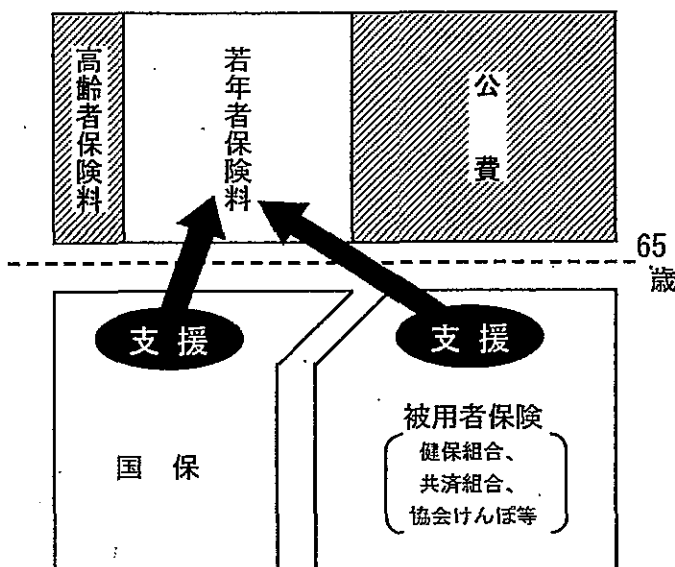 高齢者保険料
若年者保険料
公費
65
歳
支援
支援
国保
被用者保険
健保組合、
共済組合、
協会けんぽ等